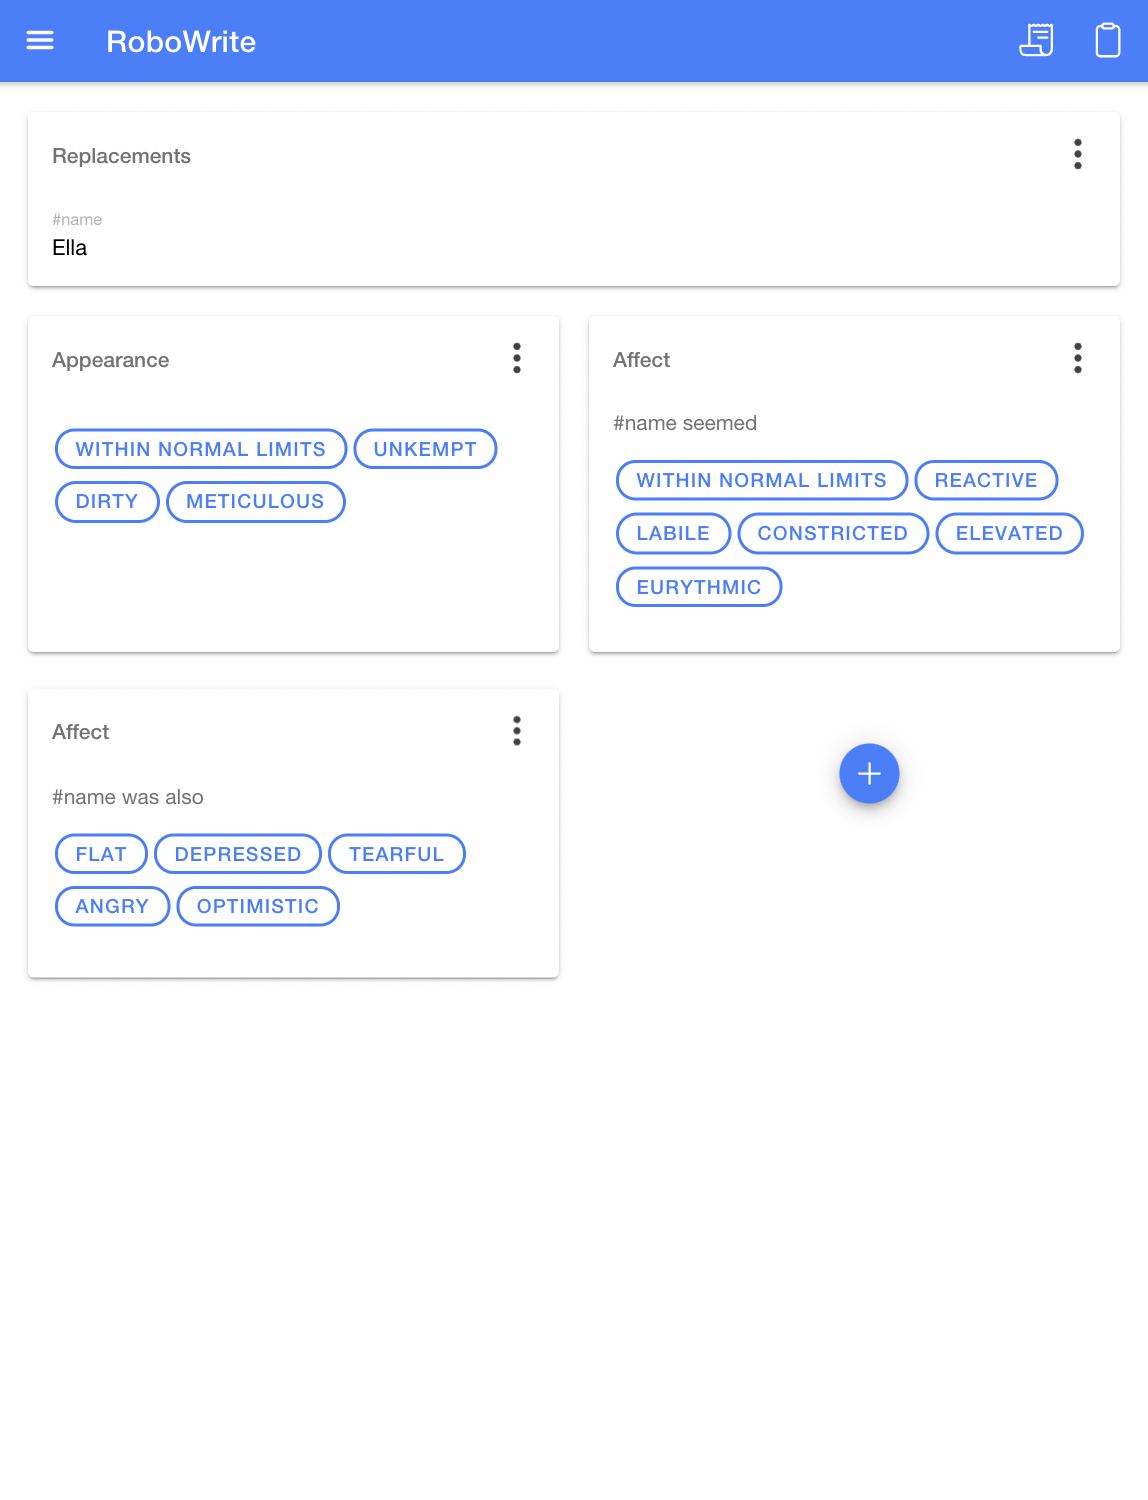 RoboWrite
Replacements
#name
Ella
Appearance
WITHIN NORMAL LIMITS UNKEMPT
DIRTY METICULOUS
Affect
#name seemed
WITHIN NORMAL LIMITS REACTIVE
LABILE CONSTRICTED ELEVATED
EURYTHMIC
Affect
#name was also
FLAT DEPRESSED TEARFUL
ANGRY OPTIMISTIC